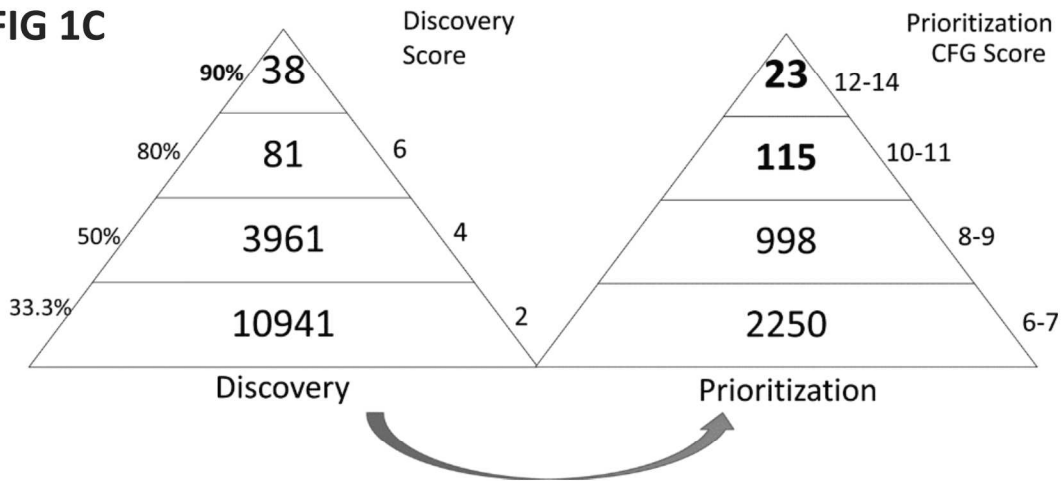 FIG 1C
Discovery
Score
Prioritization
CFG Score
90% 38
23 12-14
80% 81 6
115 10-11
50% 3961 4
998 8-9
33.3% 10941 2
2250 6-7
Discovery
Prioritization